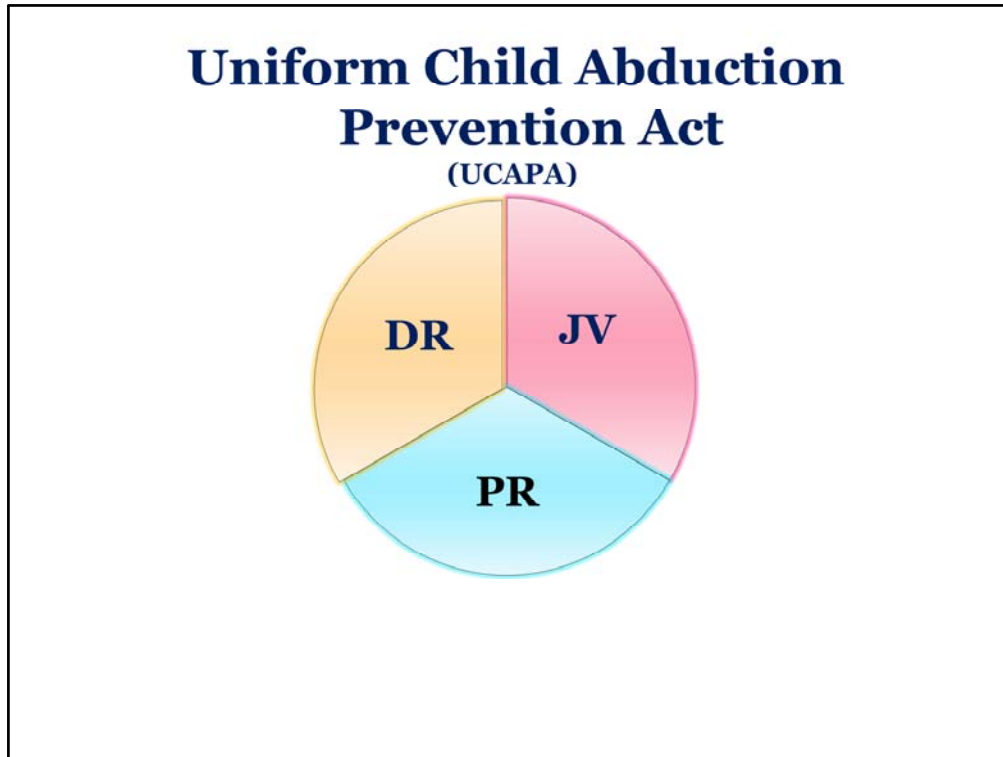 Uniform Child Abduction
Prevention Act
(UCAPA)
DR
JV
PR